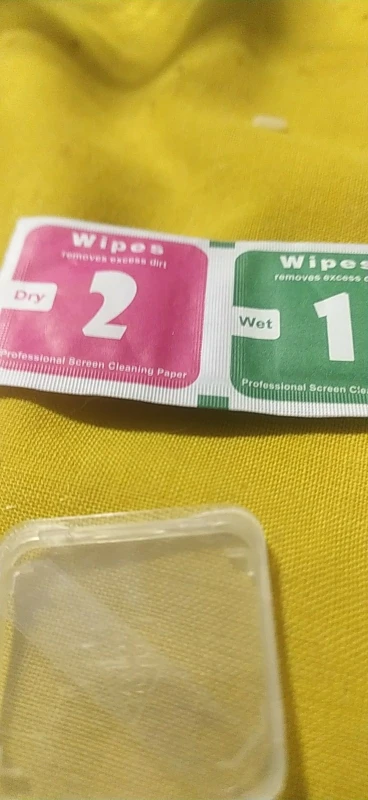 Wipes
removes excess dirt
Dry
2
Professional Screen Cleaning Paper
Wipes
removes excess
Wet
1
Professional Screen